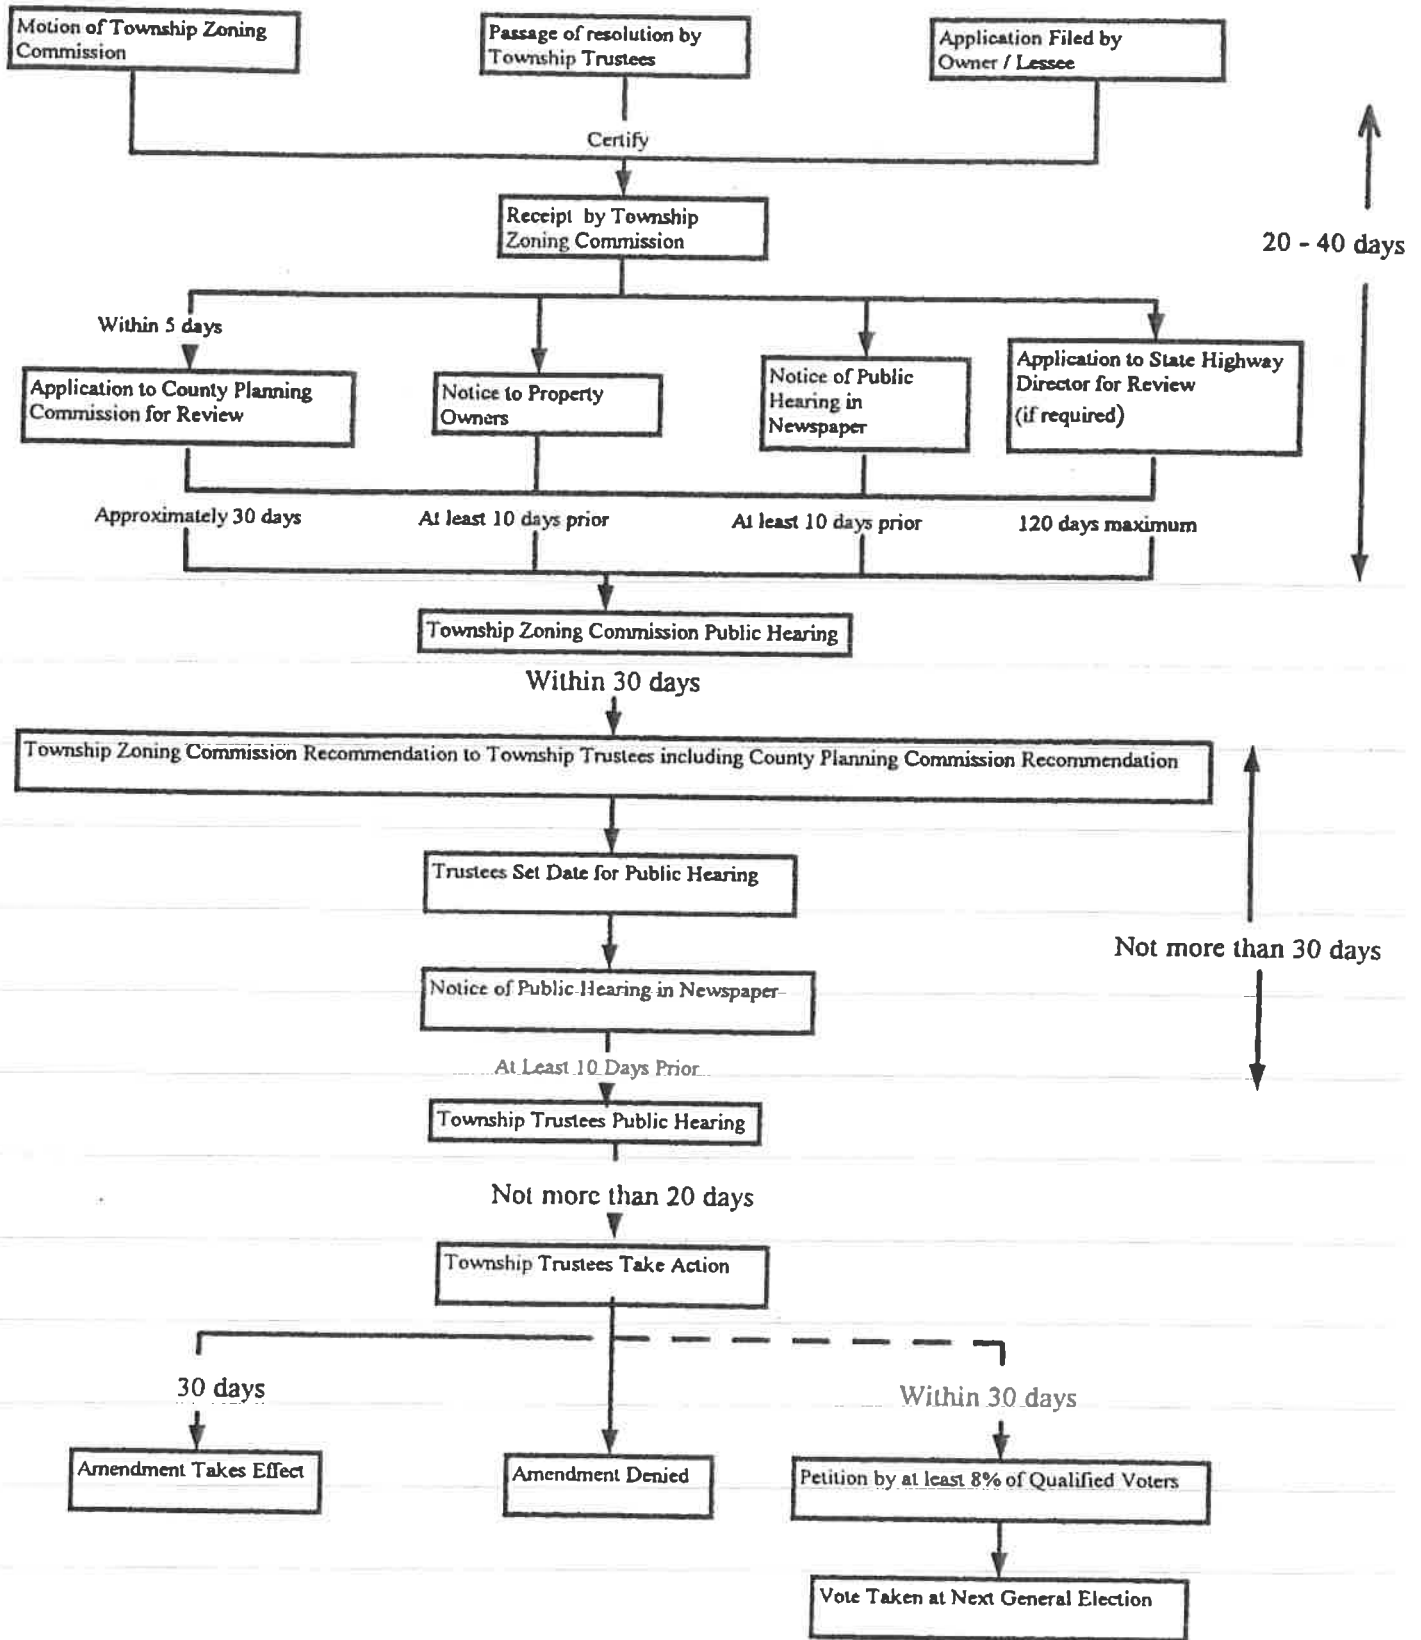 Motion of Township Zoning
Commission
Passage of resolution by
Township Trustees
Application Filed by
Owner / Lessee
Certify
Receipt by Township
Zoning Commission
20 - 40 days
Within 5 days
Application to County Planning
Commission for Review
Notice to Property
Owners
Notice of Public
Hearing in
Newspaper
Application to State Highway
Director for Review
(if required)
Approximately 30 days
At least 10 days prior
At least 10 days prior
120 days maximum
Township Zoning Commission Public Hearing
Within 30 days
Township Zoning Commission Recommendation to Township Trustees including County Planning Commission Recommendation
Trustees Set Date for Public Hearing
Not more than 30 days
Notice of Public Hearing in Newspaper
At Least 10 Days Prior
Township Trustees Public Hearing
Not more than 20 days
Township Trustees Take Action
30 days
Within 30 days
Amendment Takes Effect
Amendment Denied
Petition by at least 8% of Qualified Voters
Vote Taken at Next General Election